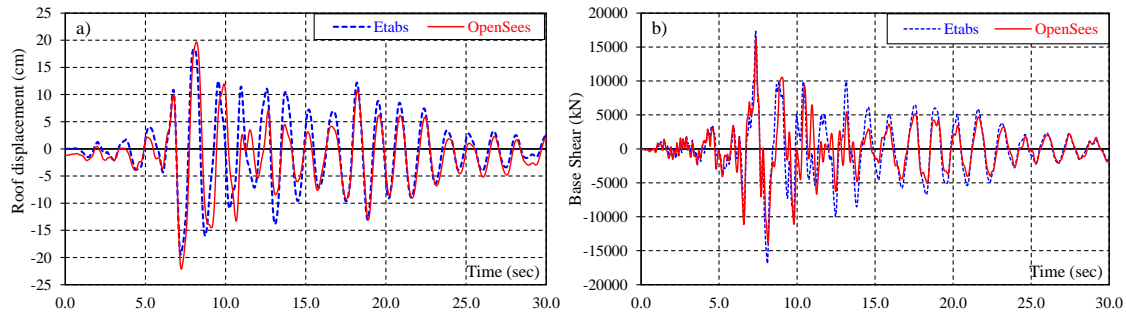 a)
Etabs
OpenSees
Roof displacement (cm)
25
20
15
10
5
0
-5
-10
-15
-20
-25
Time (sec)
0.0 5.0 10.0 15.0 20.0 25.0 30.0
b)
Etabs
OpenSees
Base Shear (kN)
20000
15000
10000
5000
0
-5000
-10000
-15000
-20000
Time (sec)
0.0 5.0 10.0 15.0 20.0 25.0 30.0